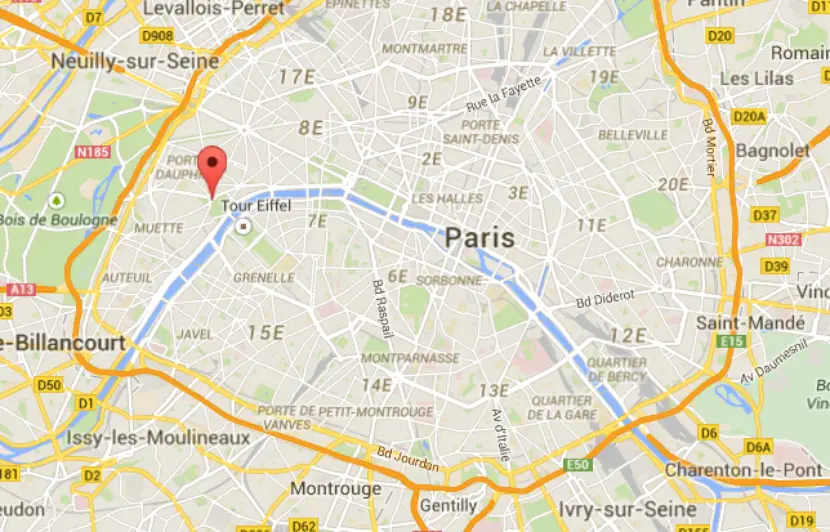 EPINETTES
LA CHAPELLE
Pantin
Levallois-Perret
18E
D7
D908
D20
MONTMARTRE
LA VILLETTE
Romain
Neuilly-sur-Seine
17E
19E
Les Lilas
Rue la Fayette
9E
D20A
8E
PORTE
SAINT-DENIS
BELLEVILLE
Bd Mortier
N185
PORT
DAUPHI
2E
Bagnolet
20E
LES HALLES
3E
Bois de Boulogne
Tour Eiffel
7E
D37
MUETTE
11E
Paris
N302
CHARONNE
D39
AUTEUIL
GRENELLE
6E
SORBONNE
A13
Bd Raspail
Bd Diderot
Vinc
D3
JAVEL
15E
12E
Saint-Mandé
e-Billancourt
E15
MONTPARNASSE
QUARTIER
DE BERCY
Av Daumesnil
D50
14E
13E
Bo
Vin
D1
PORTE DE
VANVES
PETIT-MONTROUGE
QUARTIER
DE LA GARE
Av d'Italie
Issy-les-Moulineaux
D6
D6A
Bd Jourdan
E50
181
D2
Charenton-le-Pont
Montrouge
Gentilly
Ivry-sur-Seine
eudon
D62
D19